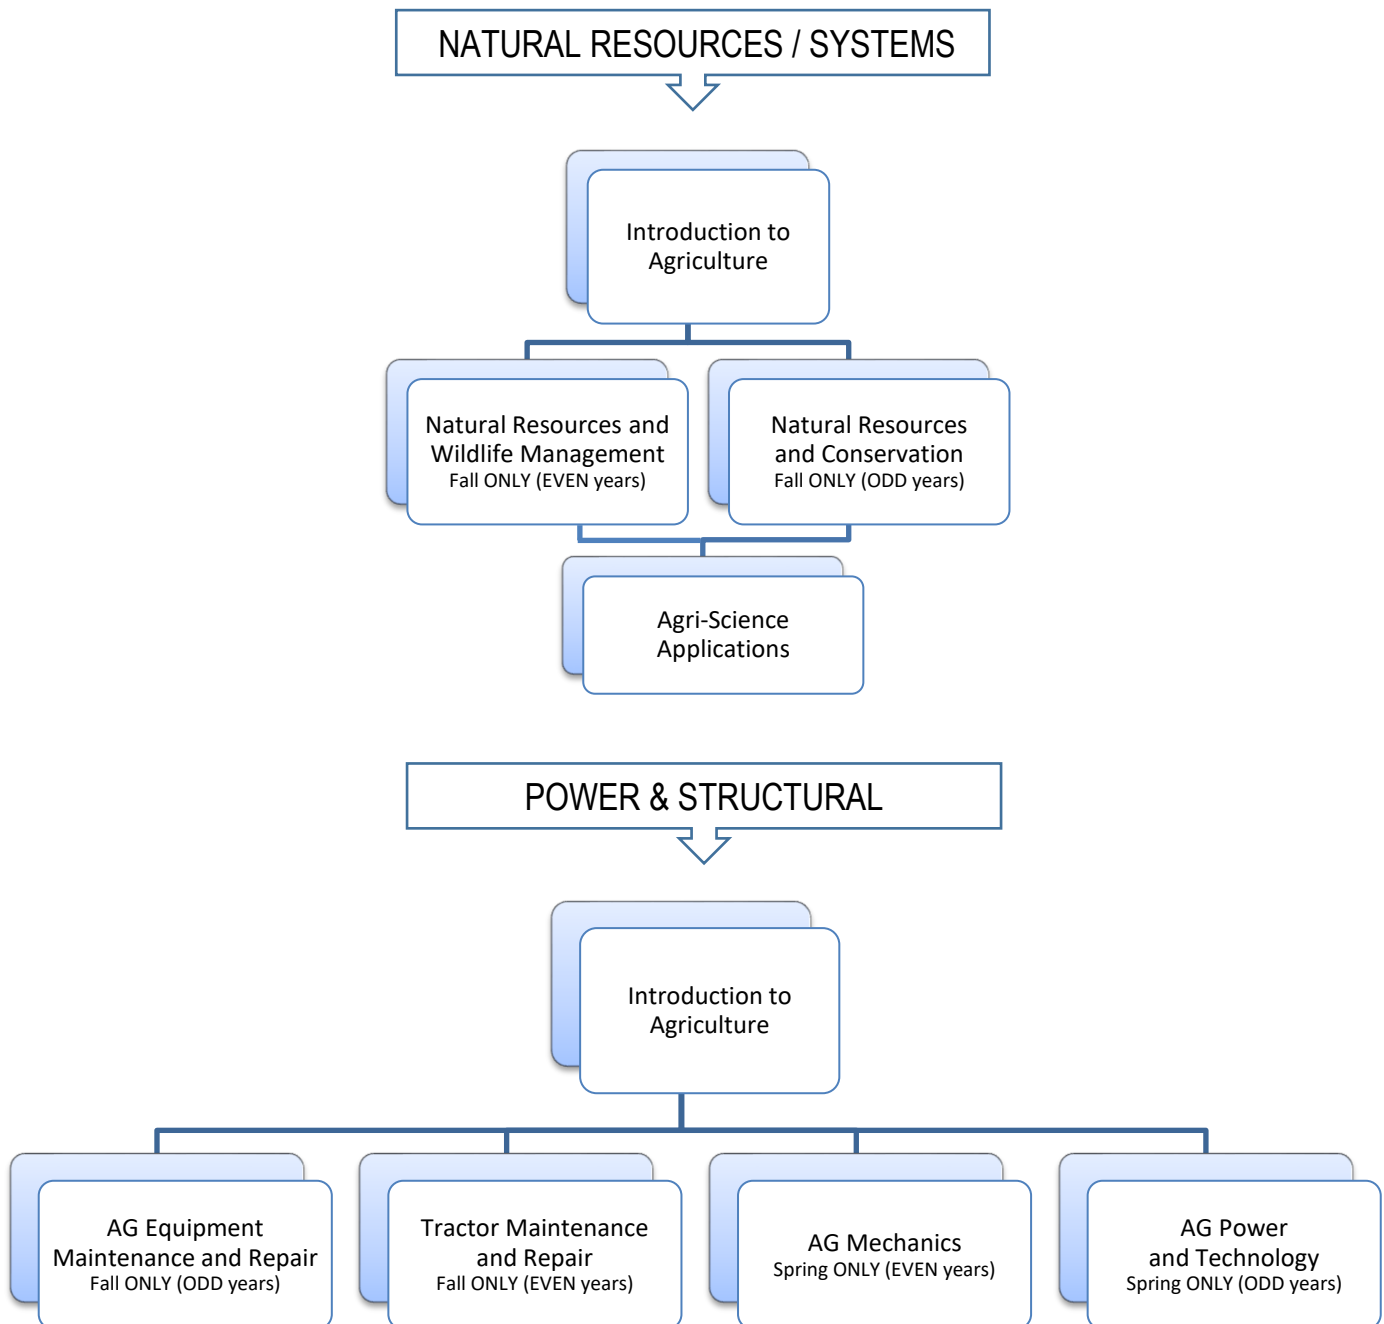 NATURAL RESOURCES / SYSTEMS
Introduction to
Agriculture
Natural Resources and
Wildlife Management
Fall ONLY (EVEN years)
Natural Resources
and Conservation
Fall ONLY (ODD years)
Agri-Science
Applications
POWER & STRUCTURAL
Introduction to
Agriculture
AG Equipment
Maintenance and Repair
Fall ONLY (ODD years)
Tractor Maintenance
and Repair
Fall ONLY (EVEN years)
AG Mechanics
Spring ONLY (EVEN years)
AG Power
and Technology
Spring ONLY (ODD years)